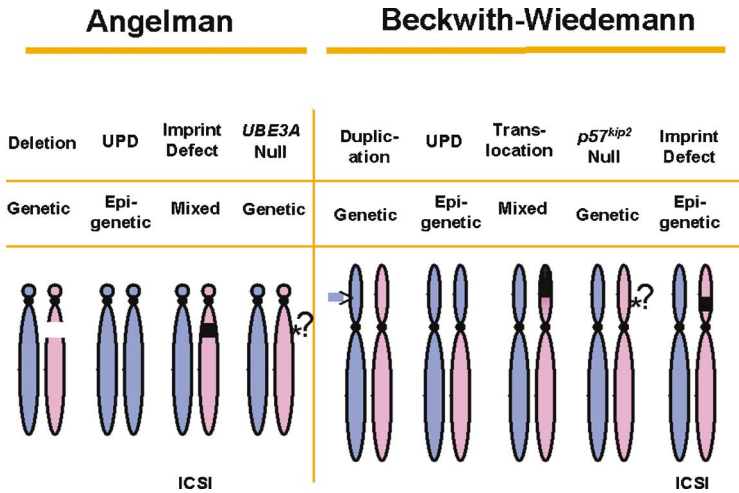 Angelman
Beckwith-Wiedemann
Deletion
UPD
Imprint
Defect
UBE3A
Null
Duplic-
ation
UPD
Trans-
location
p57kip2
Null
Imprint
Defect
Genetic
Epi-
genetic
Mixed
Genetic
Genetic
Epi-
genetic
Mixed
Genetic
Epi-
genetic
*?
*?
ICSI
ICSI